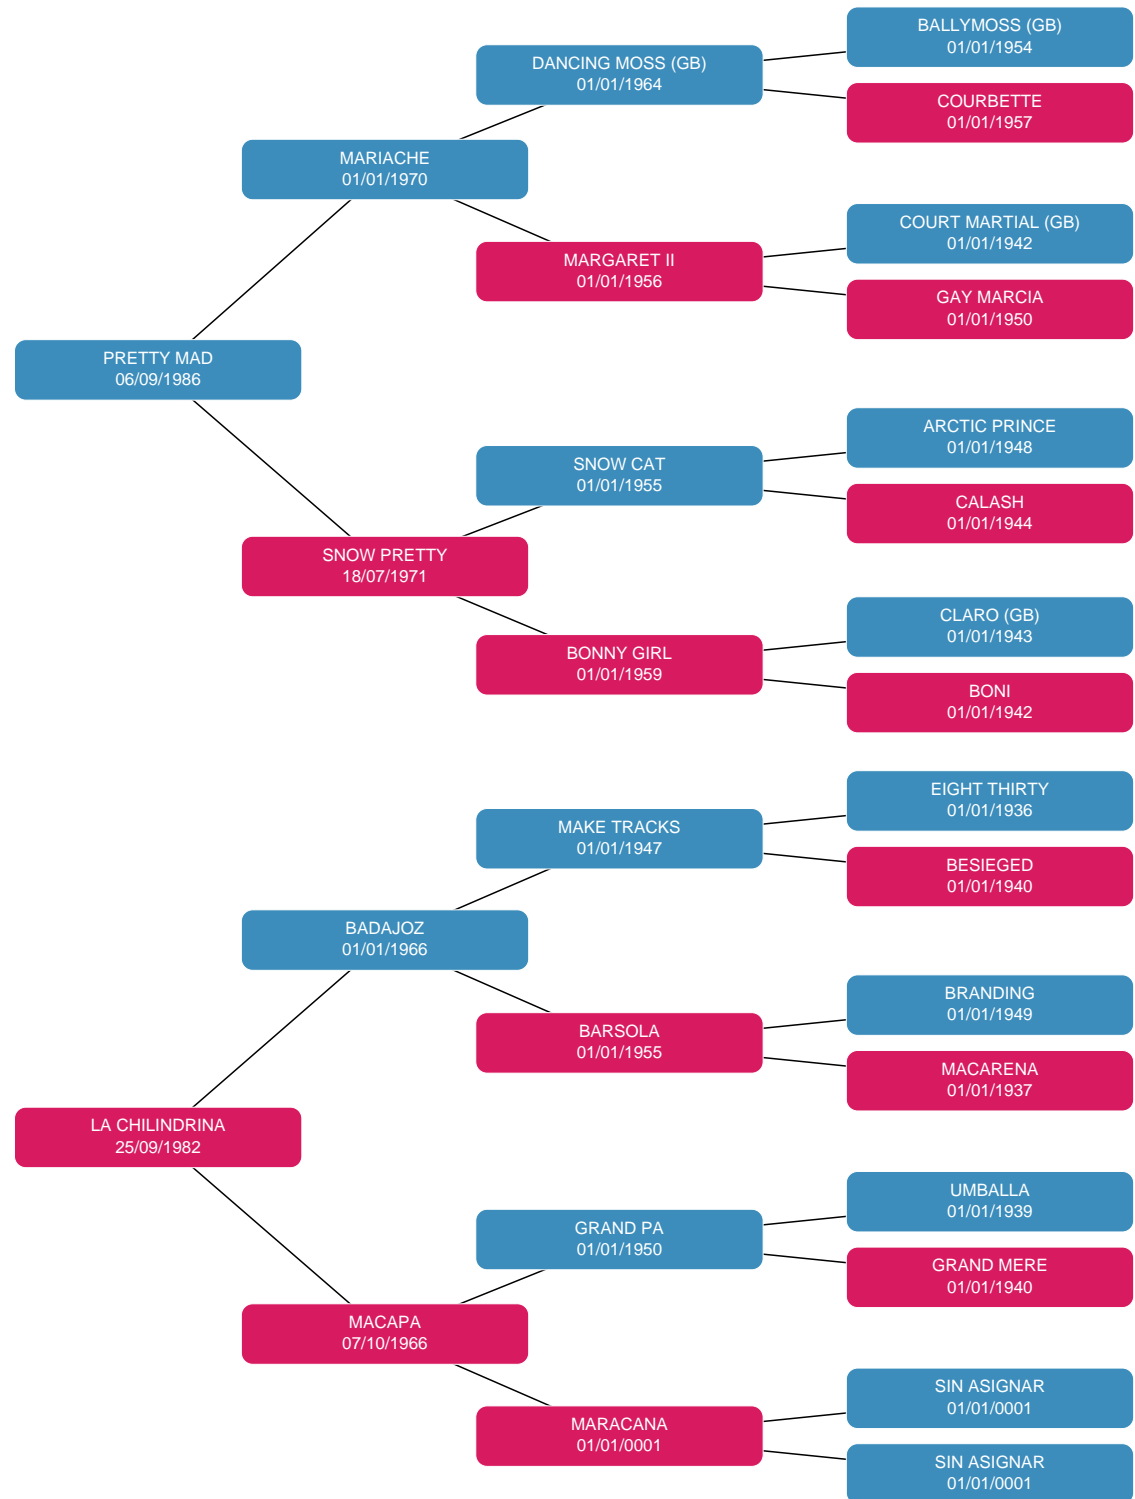 BALLYMOSS (GB)
01/01/1954
DANCING MOSS (GB)
01/01/1964
COURBETTE
01/01/1957
MARIACHE
01/01/1970
COURT MARTIAL (GB)
01/01/1942
MARGARET II
01/01/1956
GAY MARCIA
01/01/1950
PRETTY MAD
06/09/1986
ARCTIC PRINCE
01/01/1948
SNOW CAT
01/01/1955
CALASH
01/01/1944
SNOW PRETTY
18/07/1971
CLARO (GB)
01/01/1943
BONNY GIRL
01/01/1959
BONI
01/01/1942
EIGHT THIRTY
01/01/1936
MAKE TRACKS
01/01/1947
BESIEGED
01/01/1940
BADAJOZ
01/01/1966
BRANDING
01/01/1949
BARSOLA
01/01/1955
MACARENA
01/01/1937
LA CHILINDRINA
25/09/1982
UMBALLA
01/01/1939
GRAND PA
01/01/1950
GRAND MERE
01/01/1940
MACAPA
07/10/1966
SIN ASIGNAR
01/01/0001
MARACANA
01/01/0001
SIN ASIGNAR
01/01/0001